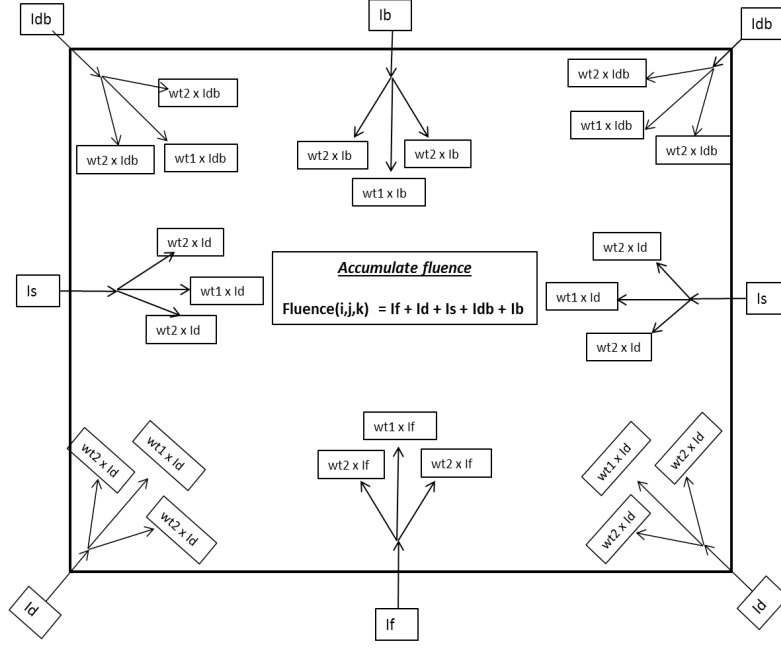 Idb
Ib
Idb
wt2 x Idb
wt2 x Idb
wt1 x Idb
wt2 x Ib
wt1 x Ib
wt2 x Ib
wt2 x Idb
wt1 x Idb
wt2 x Idb
Is
wt2 x Id
wt1 x Id
wt2 x Id
Accumulate fluence
Fluence(i,j,k) = If + Id + Is + Idb + Ib
wt2 x Id
wt1 x Id
wt2 x Id
Is
wt2 x Id
wt1 x Id
wt2 x Id
wt1 x If
wt2 x If
wt2 x If
wt1 x Id
wt2 x Id
wt2 x Id
Id
If
Id